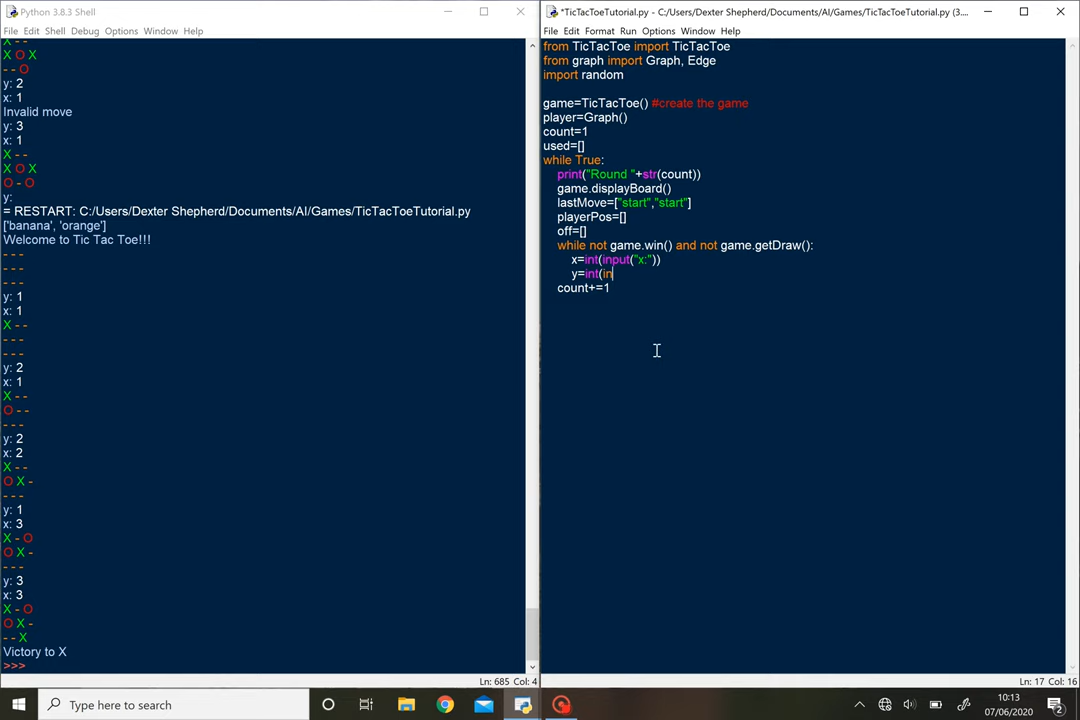 Python 3.8.3 Shell
File Edit Shell Debug Options Window Help
X - -
X O X
- - O
y: 2
x: 1
Invalid move
y: 3
x: 1
X - -
X O X
O - O
y:
= RESTART: C:/Users/Dexter Shepherd/Documents/AI/Games/TicTacToeTutorial.py
['banana', 'orange']
Welcome to Tic Tac Toe!!!
- - -
- - -
- - -
y: 1
x: 1
X - -
- - -
- - -
y: 2
x: 1
X - -
O - -
- - -
y: 2
x: 2
X - -
O X -
- - -
y: 1
x: 3
X - O
O X -
- - -
y: 3
x: 3
X - O
O X -
- - X
Victory to X
>>>
Ln: 685 Col: 4
*TicTacToeTutorial.py - C:/Users/Dexter Shepherd/Documents/AI/Games/TicTacToeTutorial.py (3....
File Edit Format Run Options Window Help
from TicTacToe import TicTacToe
from graph import Graph, Edge
import random
game=TicTacToe() #create the game
player=Graph()
count=1
used=[]
while True:
print("Round "+str(count))
game.displayBoard()
lastMove=["start","start"]
playerPos=[]
off=[]
while not game.win() and not game.getDraw():
x=int(input("x:"))
y=int(in
count+=1
Ln: 17 Col: 16
Type here to search
10:13
07/06/2020
2